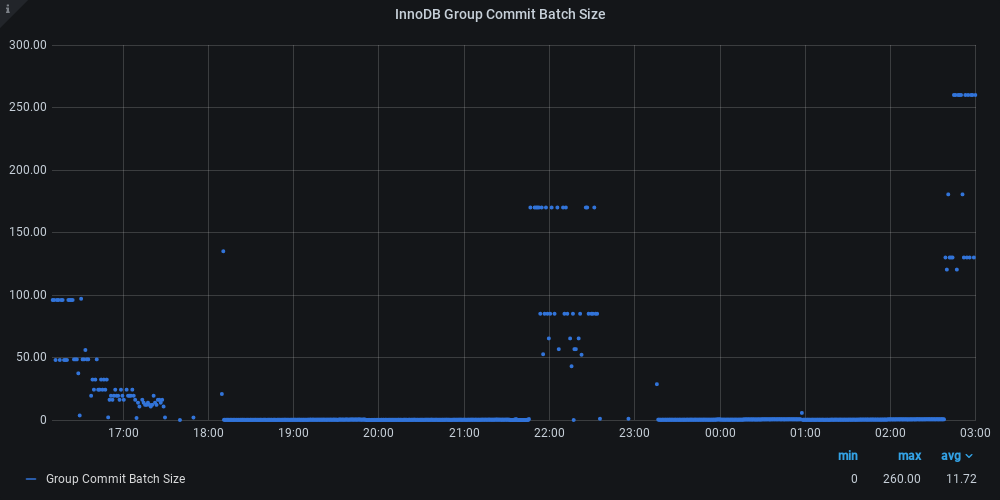 i
InnoDB Group Commit Batch Size
300.00
250.00
200.00
150.00
100.00
50.00
0
17:00 18:00 19:00 20:00 21:00 22:00 23:00 00:00 01:00 02:00 03:00
min max avg
Group Commit Batch Size 0 260.00 11.72